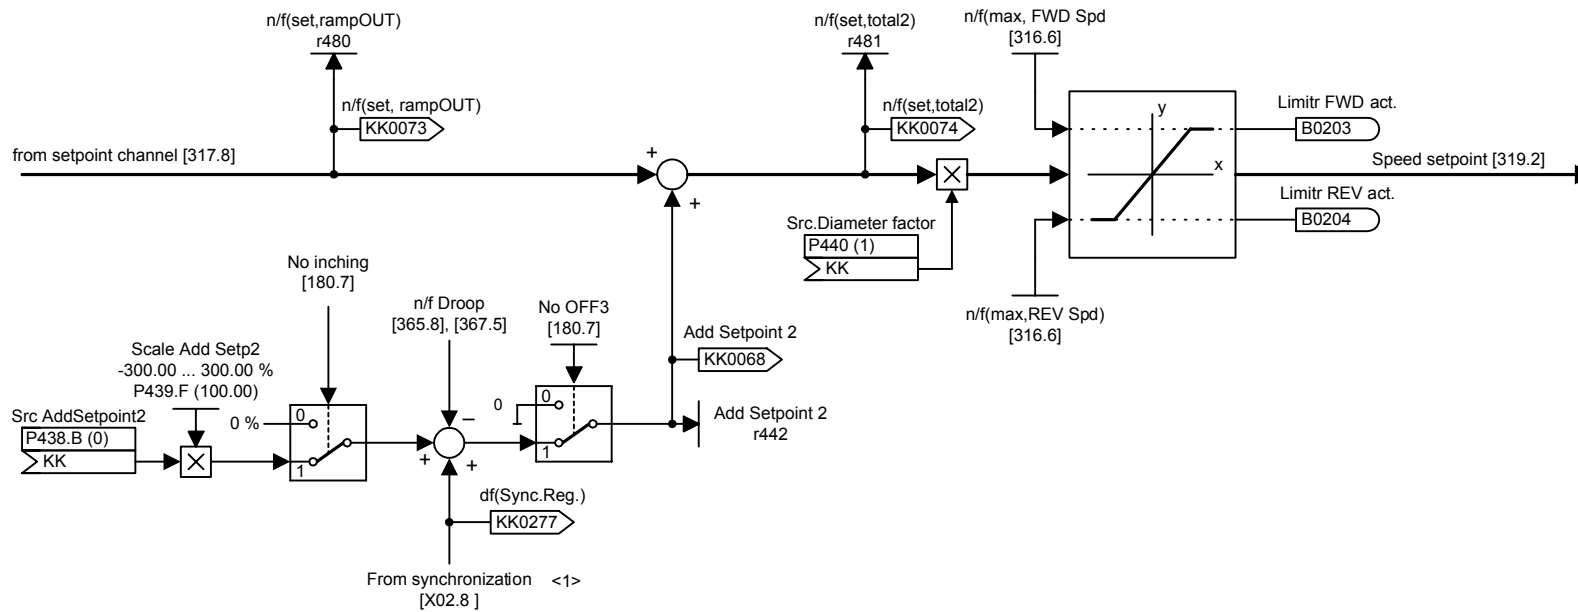 n/f(set,rampOUT)
r480
n/f(set, rampOUT)
KK0073
from setpoint channel [317.8]
+
+
n/f(set,total2)
r481
n/f(set,total2)
KK0074
n/f(max, FWD Spd
[316.6]
y
x
Limitr FWD act.
B0203
Speed setpoint [319.2]
Limitr REV act.
B0204
Src.Diameter factor
P440 (1)
KK
n/f(max,REV Spd)
[316.6]
No inching
[180.7]
n/f Droop
[365.8], [367.5]
No OFF3
[180.7]
Add Setpoint 2
KK0068
Scale Add Setp2
-300.00 ... 300.00 %
P439.F (100.00)
Src AddSetpoint2
P438.B (0)
KK
0 %
0
1
–
+
+
0
0
1
Add Setpoint 2
r442
df(Sync.Reg.)
KK0277
From synchronization <1>
[X02.8 ]